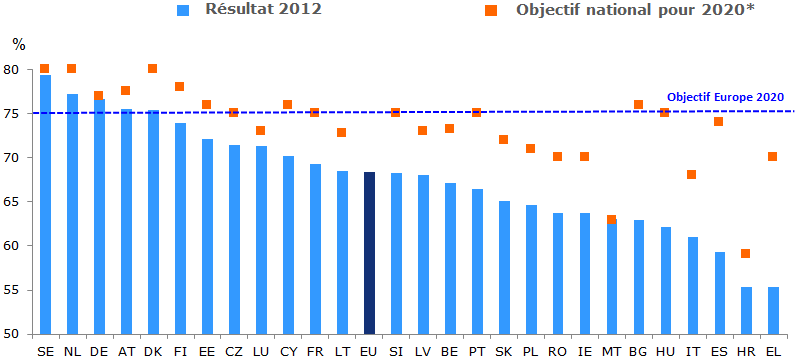 Résultat 2012
Objectif national pour 2020*
%
80
Objectif Europe 2020
75
70
65
60
55
50
SE NL DE AT DK FI EE CZ LU CY FR LT EU SI LV BE PT SK PL RO IE MT BG HU IT ES HR EL